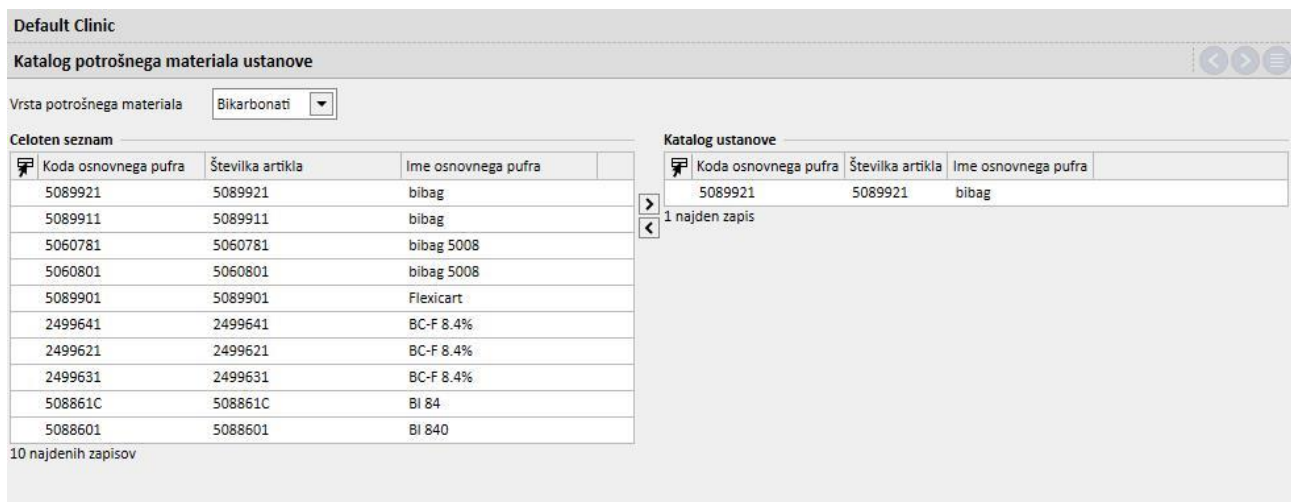 Default Clinic
Katalog potrošnega materiala ustanove
Vrsta potrošnega materiala Bikarbonati
Celoten seznam
Koda osnovnega pufra Številka artikla Ime osnovnega pufra
5089921 5089921 bibag
5089911 5089911 bibag
5060781 5060781 bibag 5008
5060801 5060801 bibag 5008
5089901 5089901 Flexicart
2499641 2499641 BC-F 8.4%
2499621 2499621 BC-F 8.4%
2499631 2499631 BC-F 8.4%
508861C 508861C BI 84
5088601 5088601 BI 840
10 najdenih zapisov
Katalog ustanove
Koda osnovnega pufra Številka artikla Ime osnovnega pufra
5089921 5089921 bibag
1 najden zapis